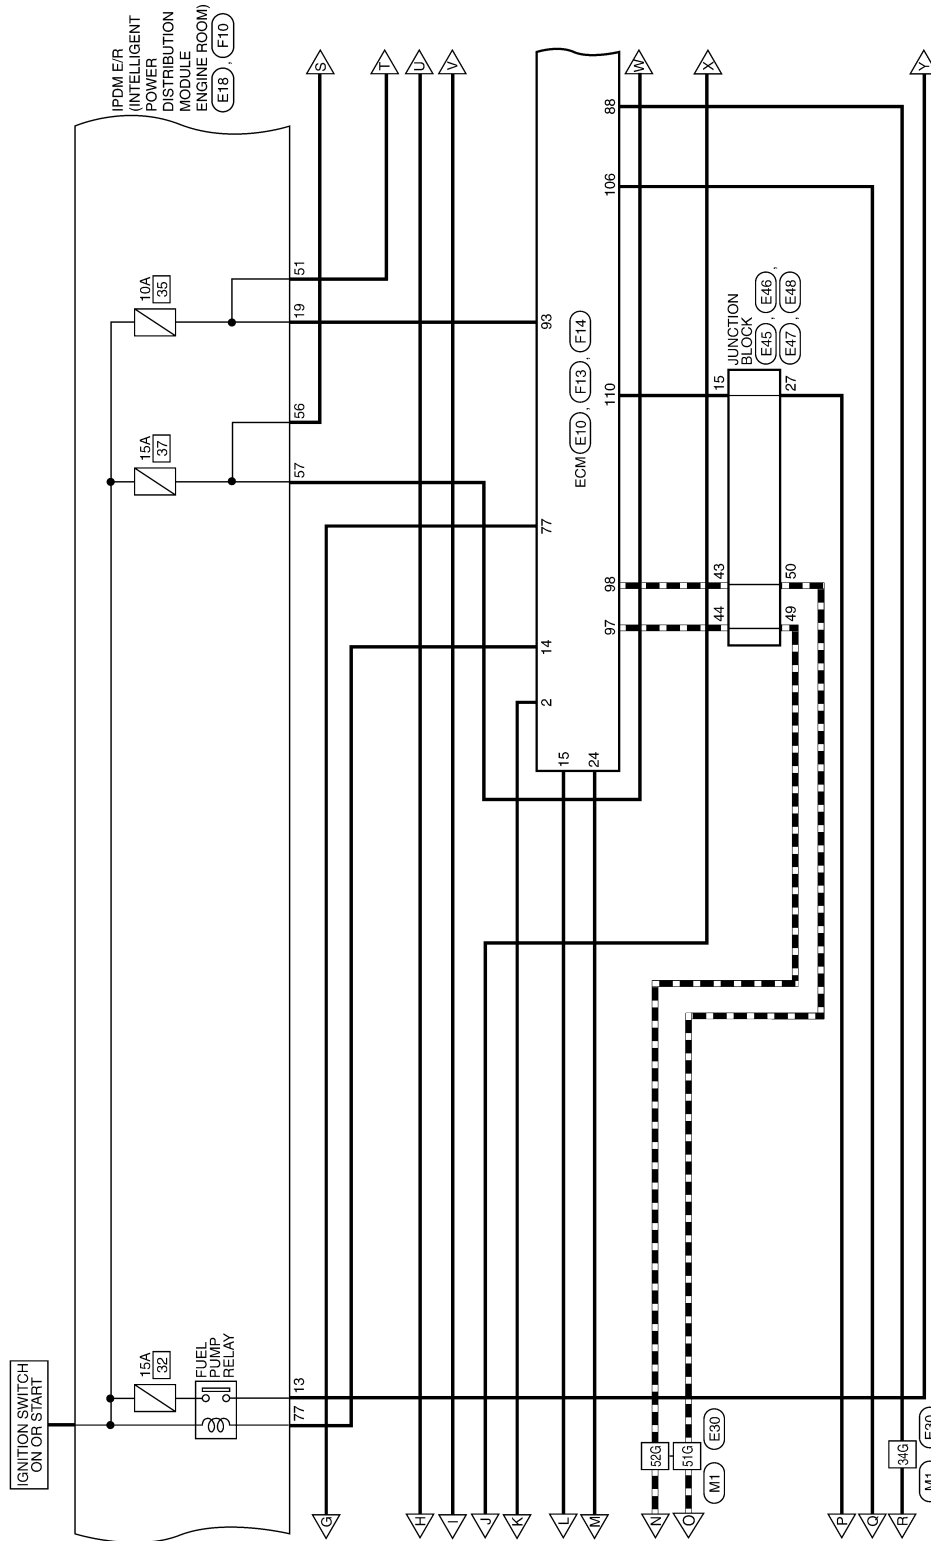 IGNITION SWITCH
ON OR START
IPDM E/R
(INTELLIGENT
POWER
DISTRIBUTION
MODULE
ENGINE ROOM)
E18 , F10
15A
32
FUEL
PUMP
RELAY
15A
37
10A
35
77
13
57
56
19
51
G
S
T
H
U
I
V
J
K
L
M
2
14
77
93
15
24
ECM E10 , F13 , F14
97
98
110
106
88
W
X
44
43
15
JUNCTION
BLOCK
E45 , E46 ,
E47 , E48
49
50
27
N
52G
O
51G
M1
E30
P
Q
R
34G
M1
E30
Y